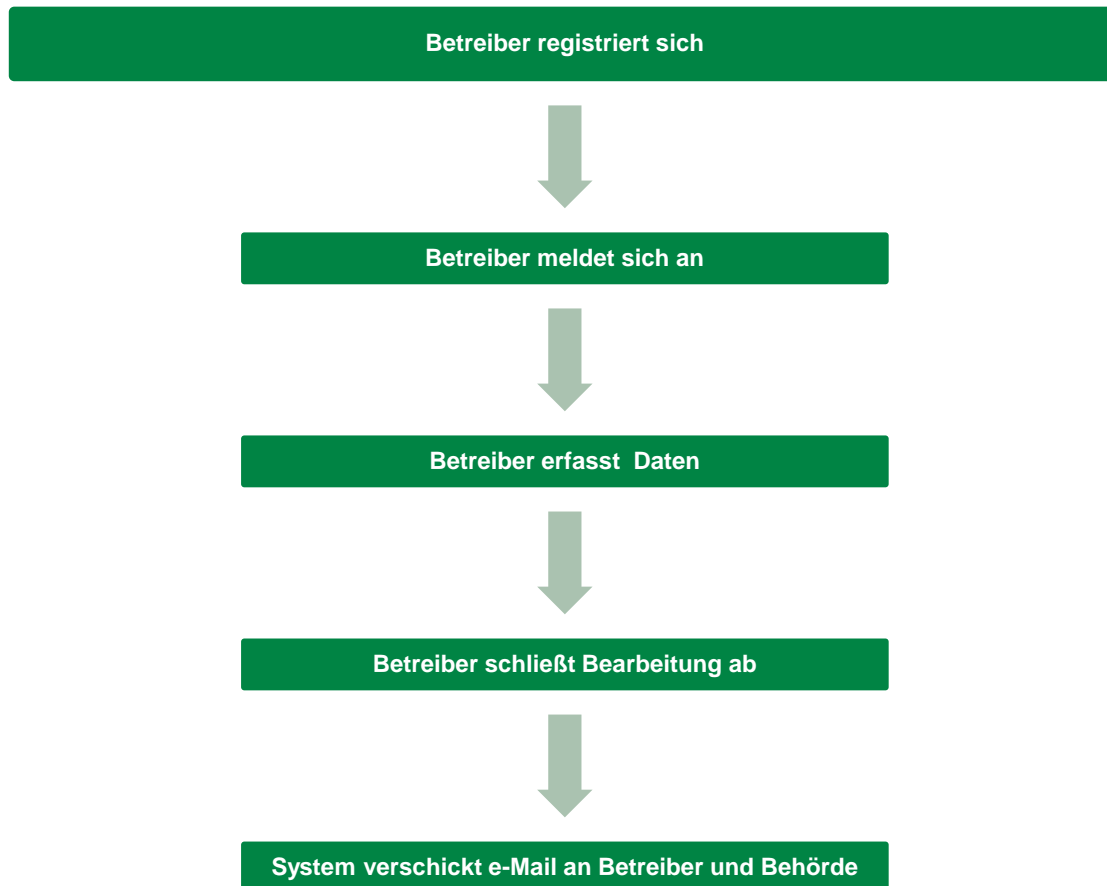 Betreiber registriert sich
Betreiber meldet sich an
Betreiber erfasst  Daten
Betreiber schließt Bearbeitung ab
System verschickt e-Mail an Betreiber und Behörde